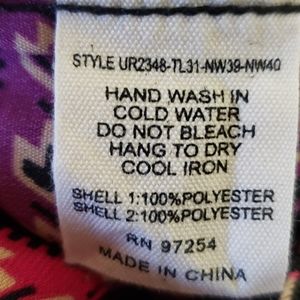 STYLE UR2348-TL31-NW39-NW40
HAND WASH IN
COLD WATER
DO NOT BLEACH
HANG TO DRY
COOL IRON
SHELL 1:100%POLYESTER
SHELL 2:100%POLYESTER
RN 97254
MADE IN CHINA